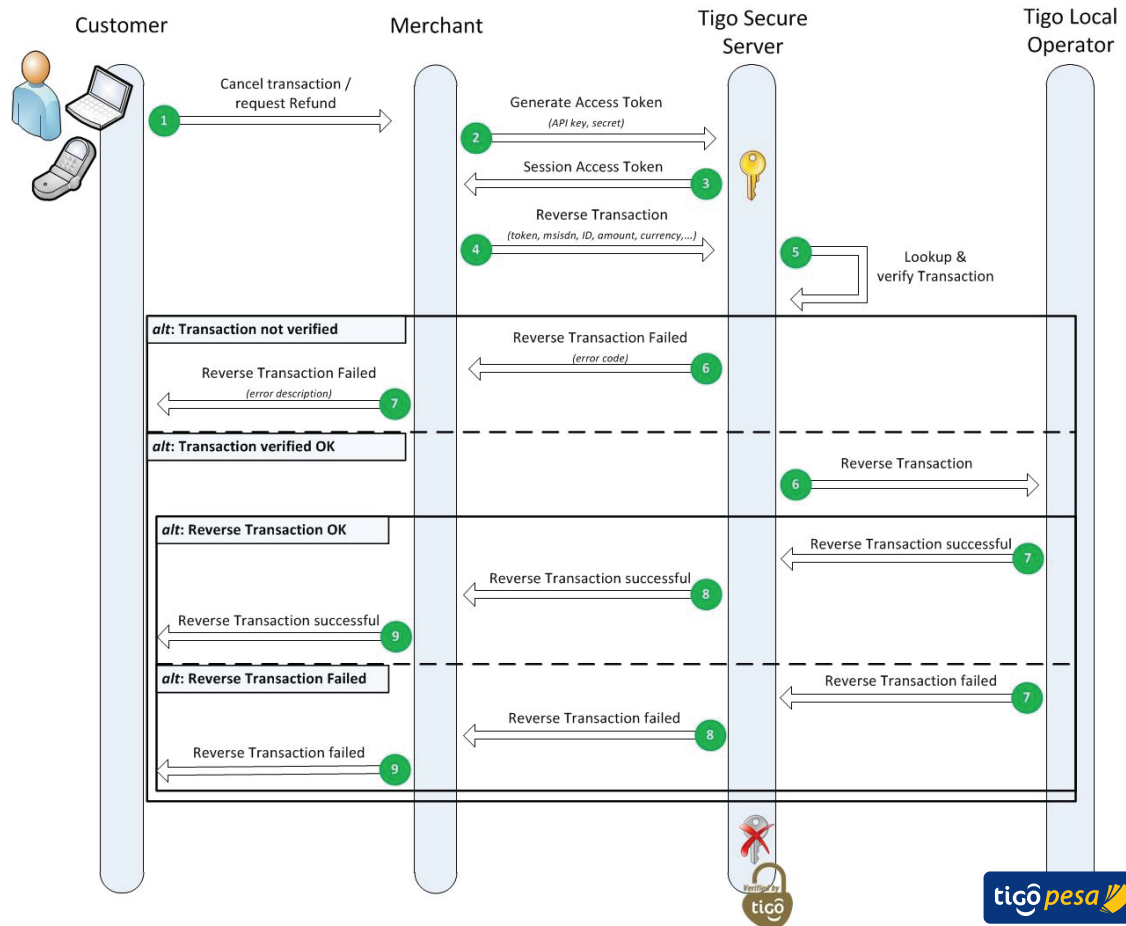 Customer
Merchant
Tigo Secure
Server
Tigo Local
Operator
Cancel transaction /
request Refund
1
Generate Access Token
(API key, secret)
2
Session Access Token
3
Reverse Transaction
(token, msisdn, ID, amount, currency,...)
4
5
Lookup &
verify Transaction
alt: Transaction not verified
Reverse Transaction Failed
(error code)
6
Reverse Transaction Failed
(error description)
7
alt: Transaction verified OK
Reverse Transaction
6
alt: Reverse Transaction OK
Reverse Transaction successful
7
Reverse Transaction successful
8
Reverse Transaction successful
9
alt: Reverse Transaction Failed
Reverse Transaction failed
7
Reverse Transaction failed
8
Reverse Transaction failed
9
Verified by
tigô
tigô pesa